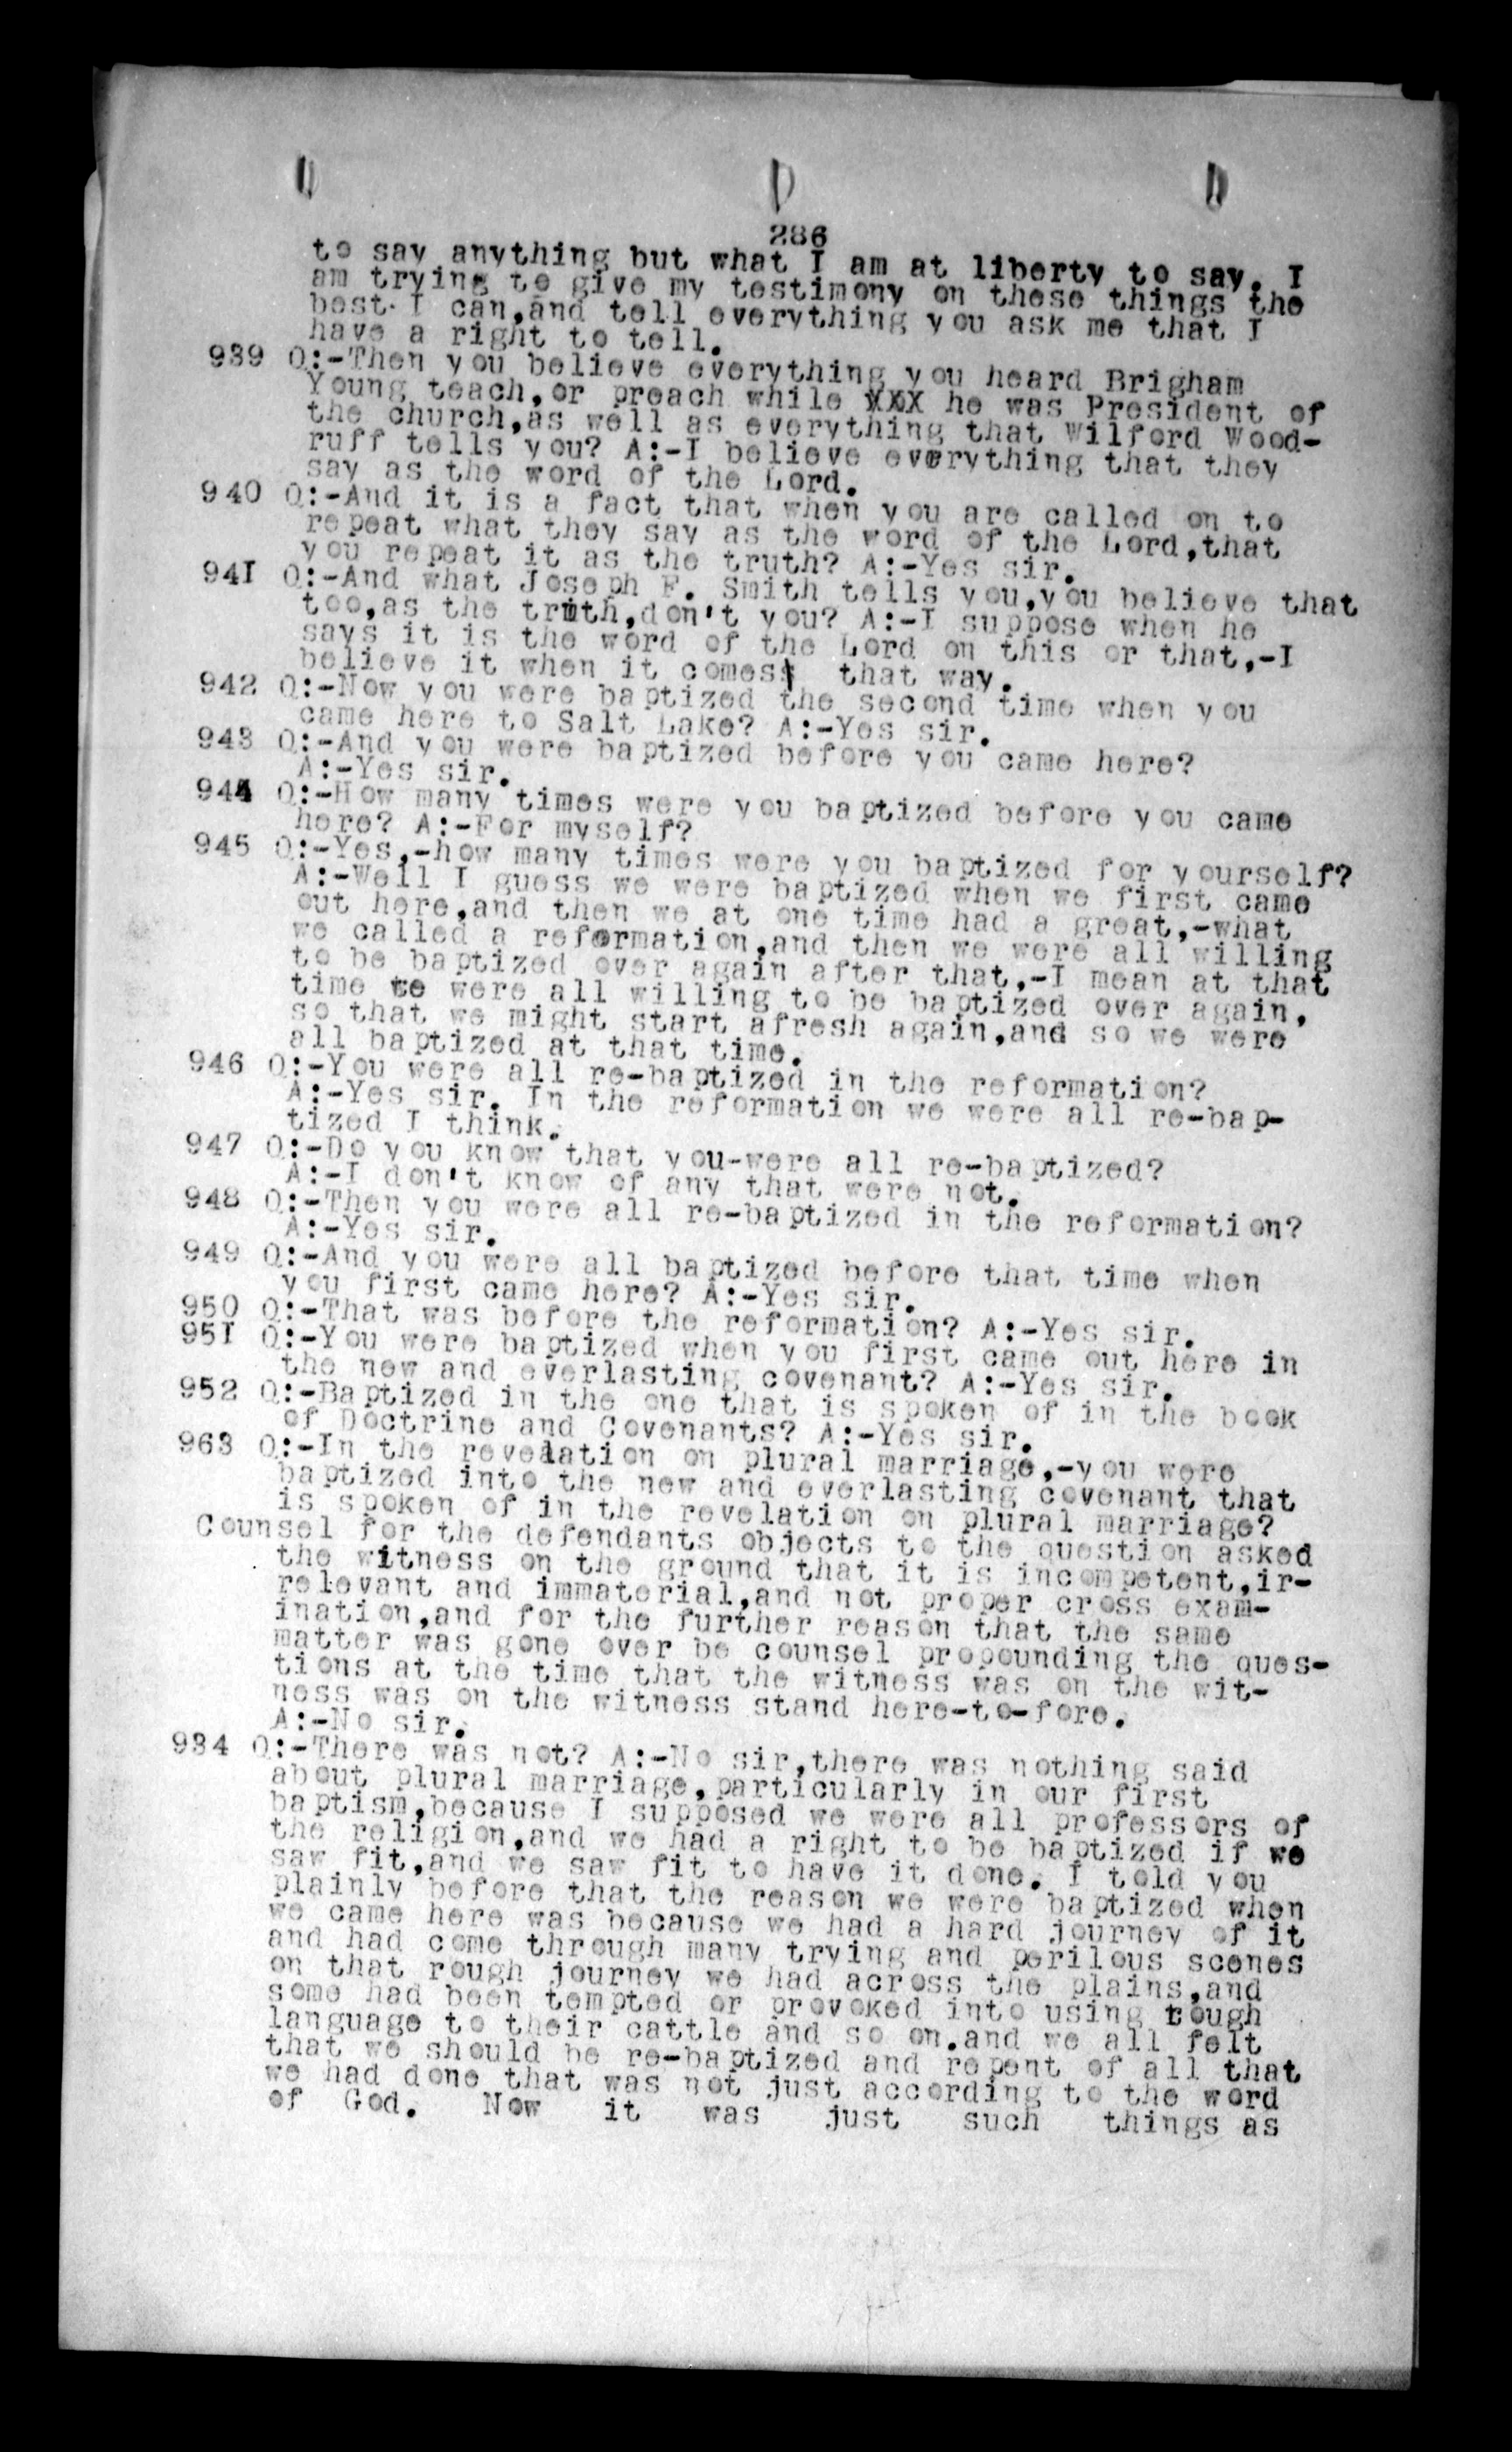 286
to say anything but what I am at liberty to say. I
am trying to give my testimony on these things the
best I can,and tell everything you ask me that I
have a right to tell.
939 Q:-Then you believe everything you heard Brigham
Young teach,or preach while XXX he was President of
the church,as well as everything that Wilford Wood-
ruff tells you? A:-I believe everything that they
say as the word of the Lord.
940 Q:-And it is a fact that when you are called on to
repeat what they say as the word of the Lord,that
you repeat it as the truth? A:-Yes sir.
941 Q:-And what Joseph F. Smith tells you,you believe that
too,as the truth,don't you? A:-I suppose when he
says it is the word of the Lord on this or that,-I
believe it when it comes that way.
942 Q:-Now you were baptized the second time when you
came here to Salt Lake? A:-Yes sir.
943 Q:-And you were baptized before you came here?
A:-Yes sir.
944 Q:-How many times were you baptized before you came
here? A:-For myself?
945 Q:-Yes,-how many times were you baptized for yourself?
A:-Well I guess we were baptized when we first came
out here,and then we at one time had a great,-what
we called a reformation,and then we were all willing
to be baptized over again after that,-I mean at that
time we were all willing to be baptized over again,
so that we might start afresh again,and so we were
all baptized at that time.
946 Q:-You were all re-baptized in the reformation?
A:-Yes sir. In the reformation we were all re-bap-
tized I think.
947 Q:-Do you know that you-were all re-baptized?
A:-I don't know of any that were not.
948 Q:-Then you were all re-baptized in the reformation?
A:-Yes sir.
949 Q:-And you were all baptized before that time when
you first came here? A:-Yes sir.
950 Q:-That was before the reformation? A:-Yes sir.
951 Q:-You were baptized when you first came out here in
the new and everlasting covenant? A:-Yes sir.
952 Q:-Baptized in the one that is spoken of in the book
of Doctrine and Covenants? A:-Yes sir.
963 Q:-In the revelation on plural marriage,-you were
baptized into the new and everlasting covenant that
is spoken of in the revelation on plural marriage?
Counsel for the defendants objects to the question asked
the witness on the ground that it is incompetent,ir-
relevant and immaterial,and not proper cross exam-
ination,and for the further reason that the same
matter was gone over be counsel propounding the ques-
tions at the time that the witness was on the wit-
ness was on the witness stand here-to-fore.
A:-No sir.
934 Q:-There was not? A:-No sir,there was nothing said
about plural marriage,particularly in our first
baptism,because I supposed we were all professors of
the religion,and we had a right to be baptized if we
saw fit,and we saw fit to have it done. I told you
plainly before that the reason we were baptized when
we came here was because we had a hard journey of it
and had come through many trying and perilous scenes
on that rough journey we had across the plains,and
some had been tempted or provoked into using rough
language to their cattle and so on.and we all felt
that we should be re-baptized and repent of all that
we had done that was not just according to the word
of God. Now it was just such things as